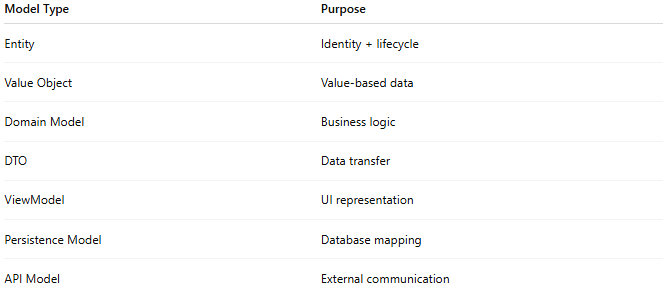 Model Type Purpose
Entity Identity + lifecycle
Value Object Value-based data
Domain Model Business logic
DTO Data transfer
ViewModel UI representation
Persistence Model Database mapping
API Model External communication